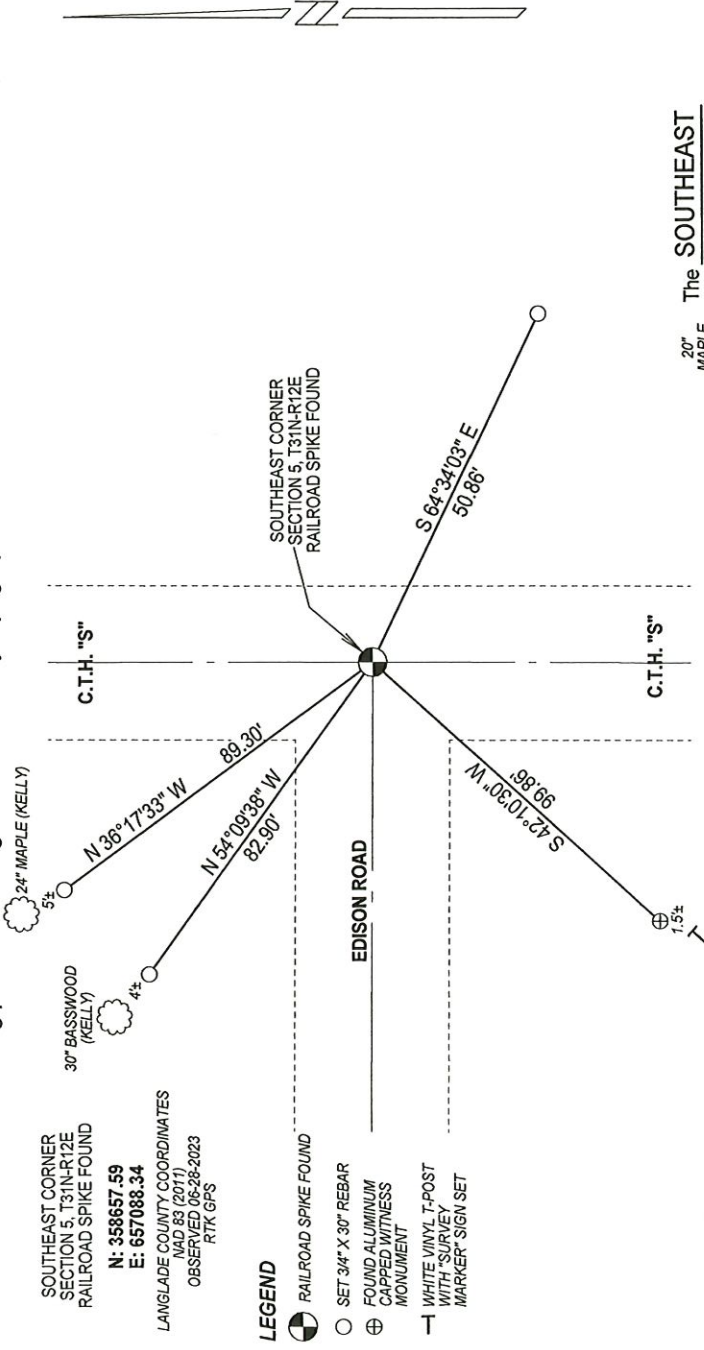 SOUTHEAST CORNER
SECTION 5, T31N-R12E
RAILROAD SPIKE FOUND
N: 358657.59
E: 657088.34
LANGLADE COUNTY COORDINATES
NAD 83 (2011)
OBSERVED 06-28-2023
RTK GPS
LEGEND
RAILROAD SPIKE FOUND
SET 3/4" X 30" REBAR
FOUND ALUMINUM
CAPPED WITNESS
MONUMENT
T WHITE VINYL T-POST
WITH "SURVEY
MARKER" SIGN SET
30" BASSWOOD
(KELLY)
4'±
24" MAPLE (KELLY)
5'±
N 36°17'33" W
89.30'
N 54°09'38" W
82.90'
C.T.H. "S"
EDISON ROAD
SOUTHEAST CORNER
SECTION 5, T31N-R12E
RAILROAD SPIKE FOUND
S 64°34'03" E
50.86'
S 42°10'30" W
99.86'
1.5'±
T
C.T.H. "S"
N
20"
MAPLE
The SOUTHEAST